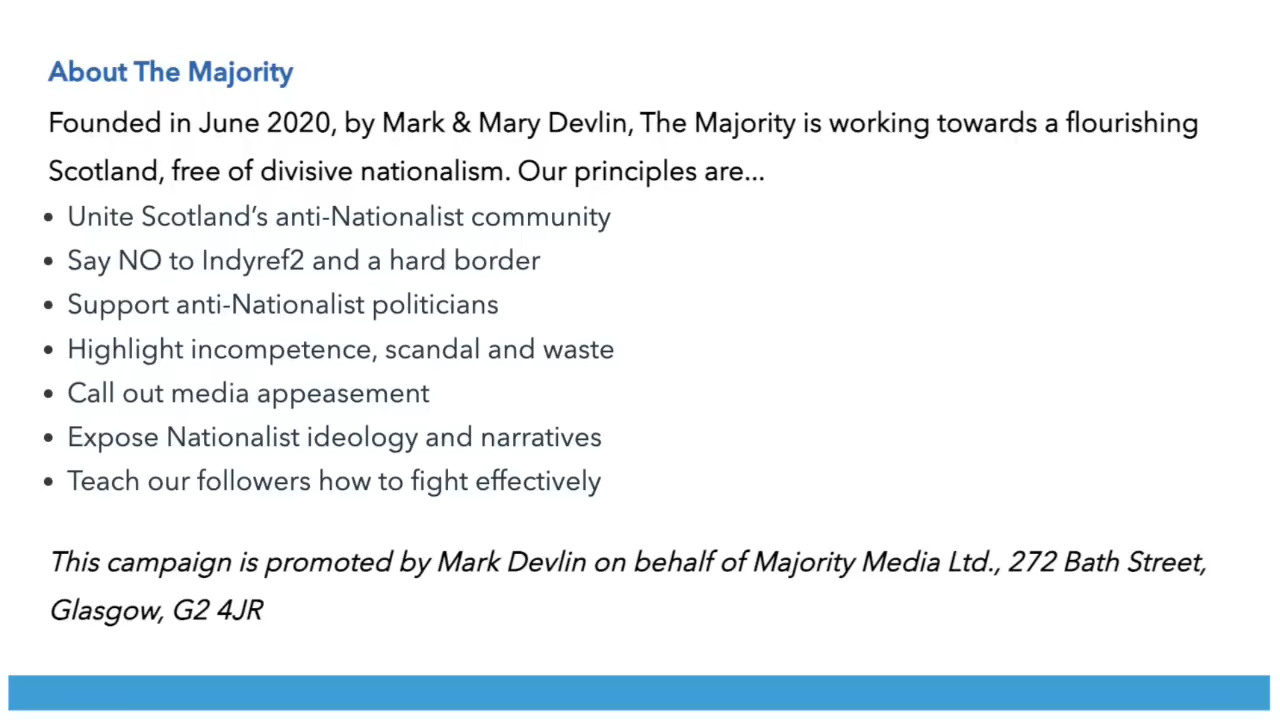 About The Majority
Founded in June 2020, by Mark & Mary Devlin, The Majority is working towards a flourishing
Scotland, free of divisive nationalism. Our principles are...
• Unite Scotland's anti-Nationalist community
• Say NO to Indyref2 and a hard border
• Support anti-Nationalist politicians
• Highlight incompetence, scandal and waste
• Call out media appeasement
• Expose Nationalist ideology and narratives
• Teach our followers how to fight effectively
This campaign is promoted by Mark Devlin on behalf of Majority Media Ltd., 272 Bath Street,
Glasgow, G2 4JR